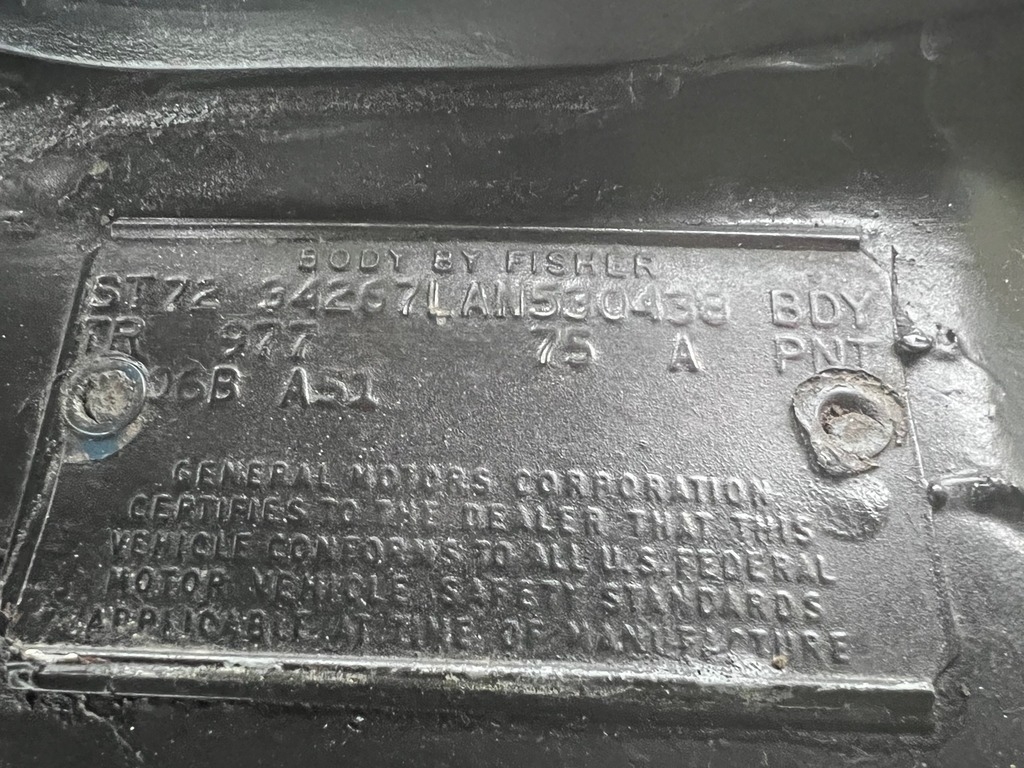 BODY BY FISHER
ST72 34267LAN530438 BDY
TR 977 75 A PNT
06B A51
GENERAL MOTORS CORPORATION
CERTIFIES TO THE DEALER THAT THIS
VEHICLE CONFORMS TO ALL U.S. FEDERAL
MOTOR VEHICLE SAFETY STANDARDS
APPLICABLE AT TIME OF MANUFACTURE